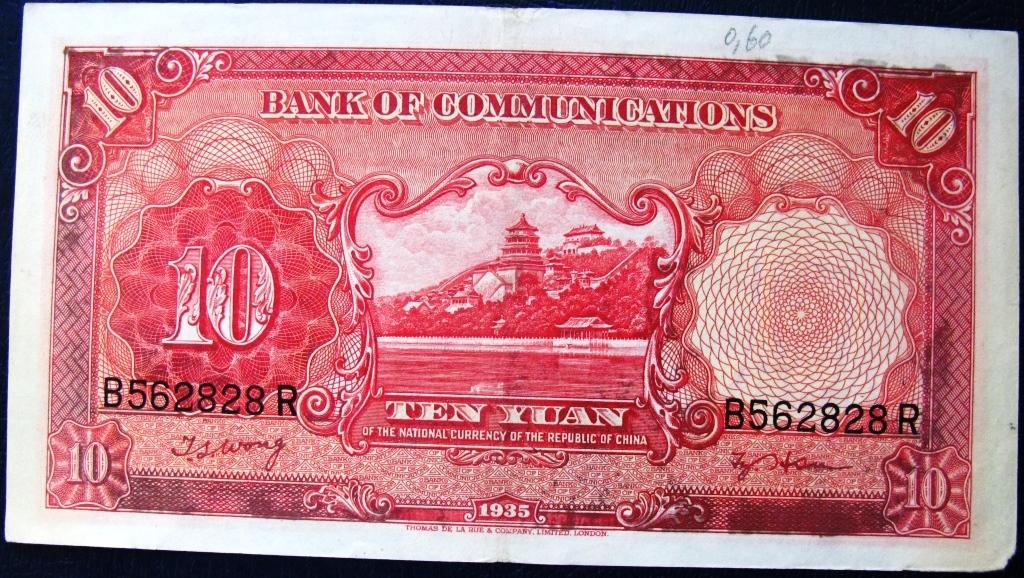 0,60
10 10
BANK OF COMMUNICATIONS
10
B562828 R B562828 R
TEN YUAN
OF THE NATIONAL CURRENCY OF THE REPUBLIC OF CHINA
T.S. Wong
10 10
1935
THOMAS DE LA RUE & COMPANY, LIMITED, LONDON.